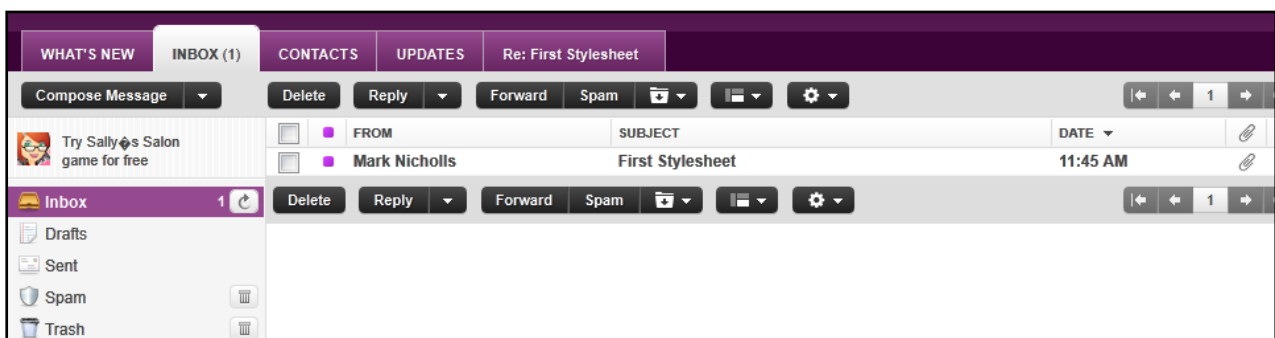 WHAT'S NEW INBOX (1) CONTACTS UPDATES Re: First Stylesheet
Compose Message Delete Reply Forward Spam 1
Try Sally�s Salon
game for free
FROM SUBJECT DATE
Mark Nicholls First Stylesheet 11:45 AM
Inbox 1 Delete Reply Forward Spam 1
Drafts
Sent
Spam
Trash